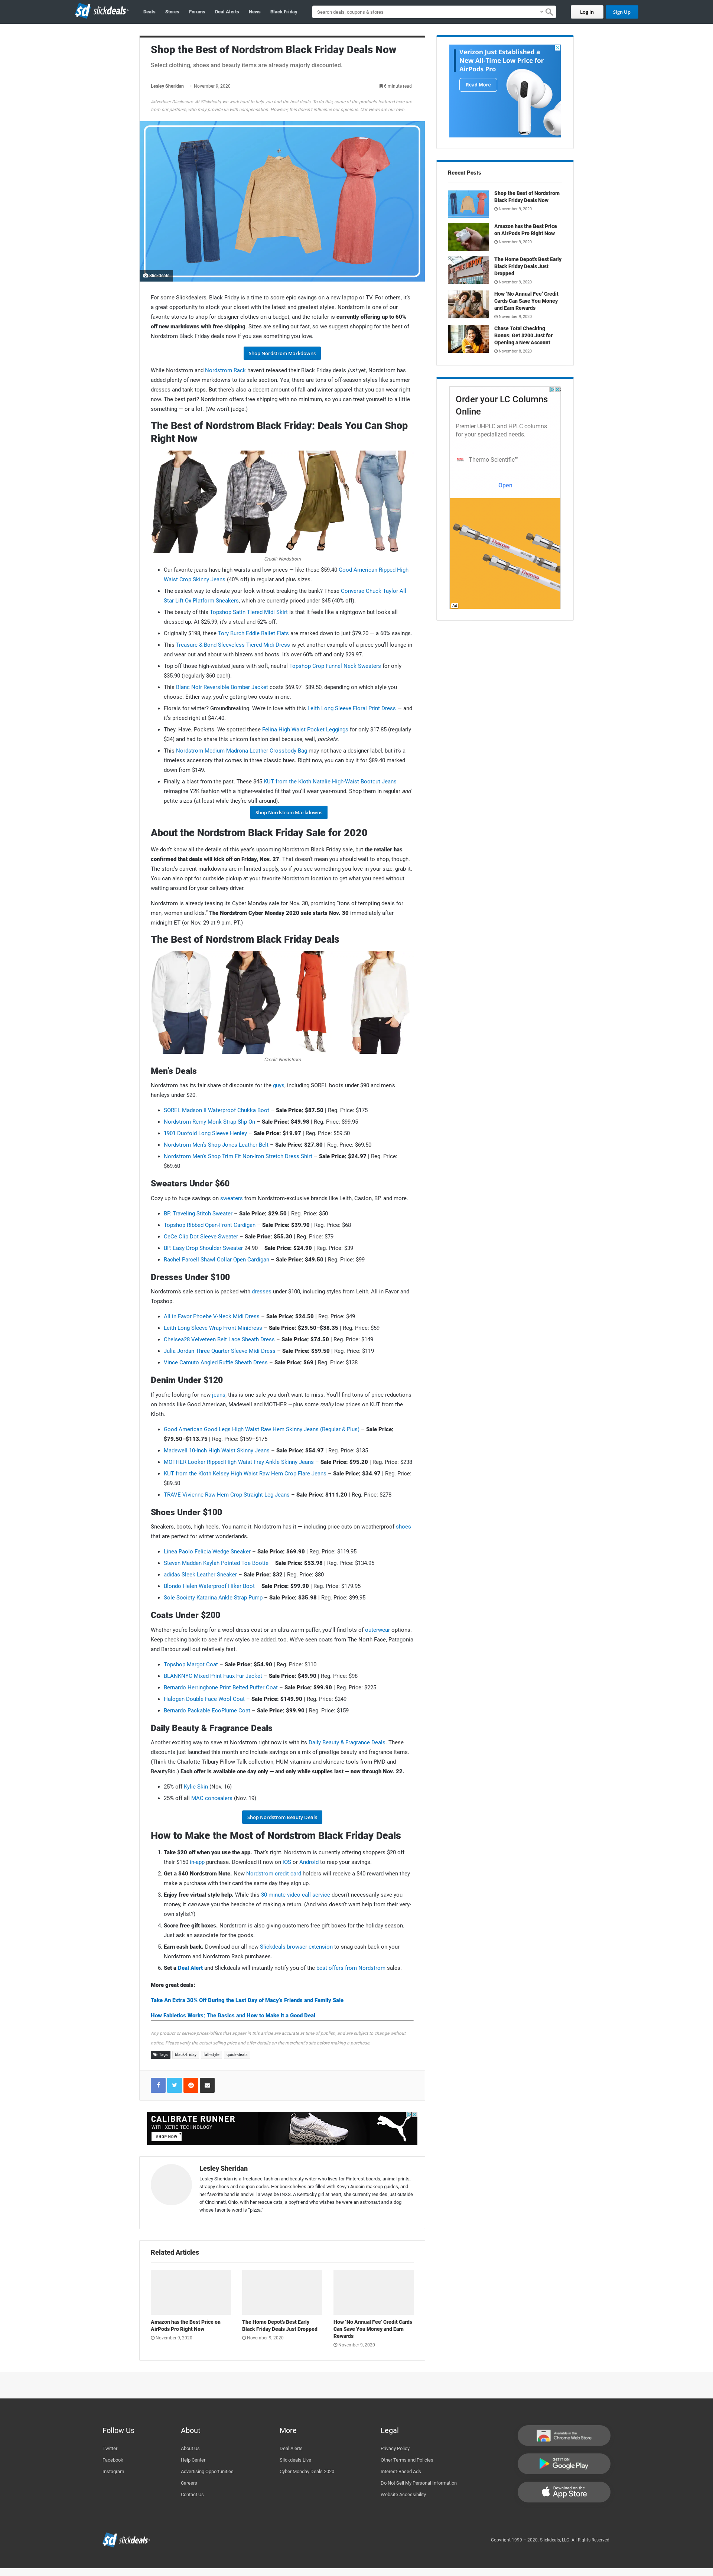 sd slickdeals
Deals Stores Forums Deal Alerts News Black Friday
Search deals, coupons & stores
Log In Sign Up
Shop the Best of Nordstrom Black Friday Deals Now
Select clothing, shoes and beauty items are already majorly discounted.
Lesley Sheridan · November 9, 2020 6 minute read
Advertiser Disclosure: At Slickdeals, we work hard to help you find the best deals. To do this, some of the products featured here are
from our partners, who may provide us with compensation. However, this doesn't influence our opinions. Our views are our own.
Slickdeals
For some Slickdealers, Black Friday is a time to score epic savings on a new laptop or TV. For others, it's
a great opportunity to stock your closet with the latest and greatest styles. Nordstrom is one of our
favorite stores to shop for designer clothes on a budget, and the retailer is currently offering up to 60%
off new markdowns with free shipping. Sizes are selling out fast, so we suggest shopping for the best of
Nordstrom Black Friday deals now if you see something you love.
Shop Nordstrom Markdowns
While Nordstrom and Nordstrom Rack haven't released their Black Friday deals just yet, Nordstrom has
added plenty of new markdowns to its sale section. Yes, there are tons of off-season styles like summer
dresses and tank tops. But there's also a decent amount of fall and winter apparel that you can wear right
now. The best part? Nordstrom offers free shipping with no minimum, so you can treat yourself to a little
something — or a lot. (We won't judge.)
The Best of Nordstrom Black Friday: Deals You Can Shop
Right Now
Credit: Nordstrom
• Our favorite jeans have high waists and low prices — like these $59.40 Good American Ripped High-
Waist Crop Skinny Jeans (40% off) in regular and plus sizes.
• The easiest way to elevate your look without breaking the bank? These Converse Chuck Taylor All
Star Lift Ox Platform Sneakers, which are currently priced under $45 (40% off).
• The beauty of this Topshop Satin Tiered Midi Skirt is that it feels like a nightgown but looks all
dressed up. At $25.99, it's a steal and 52% off.
• Originally $198, these Tory Burch Eddie Ballet Flats are marked down to just $79.20 — a 60% savings.
• This Treasure & Bond Sleeveless Tiered Midi Dress is yet another example of a piece you'll lounge in
and wear out and about with blazers and boots. It's over 60% off and only $29.97.
• Top off those high-waisted jeans with soft, neutral Topshop Crop Funnel Neck Sweaters for only
$35.90 (regularly $60 each).
• This Blanc Noir Reversible Bomber Jacket costs $69.97–$89.50, depending on which style you
choose. Either way, you're getting two coats in one.
• Florals for winter? Groundbreaking. We're in love with this Leith Long Sleeve Floral Print Dress — and
it's priced right at $47.40.
• They. Have. Pockets. We spotted these Felina High Waist Pocket Leggings for only $17.85 (regularly
$34) and had to share this unicorn fashion deal because, well, pockets.
• This Nordstrom Medium Madrona Leather Crossbody Bag may not have a designer label, but it's a
timeless accessory that comes in three classic hues. Right now, you can buy it for $89.40 marked
down from $149.
• Finally, a blast from the past. These $45 KUT from the Kloth Natalie High-Waist Bootcut Jeans
reimagine Y2K fashion with a higher-waisted fit that you'll wear year-round. Shop them in regular and
petite sizes (at least while they're still around).
Shop Nordstrom Markdowns
About the Nordstrom Black Friday Sale for 2020
We don't know all the details of this year's upcoming Nordstrom Black Friday sale, but the retailer has
confirmed that deals will kick off on Friday, Nov. 27. That doesn't mean you should wait to shop, though.
The store's current markdowns are in limited supply, so if you see something you love in your size, grab it.
You can also opt for curbside pickup at your favorite Nordstrom location to get what you need without
waiting around for your delivery driver.
Nordstrom is already teasing its Cyber Monday sale for Nov. 30, promising "tons of tempting deals for
men, women and kids." The Nordstrom Cyber Monday 2020 sale starts Nov. 30 immediately after
midnight ET (or Nov. 29 at 9 p.m. PT.)
The Best of Nordstrom Black Friday Deals
Credit: Nordstrom
Men's Deals
Nordstrom has its fair share of discounts for the guys, including SOREL boots under $90 and men's
henleys under $20.
• SOREL Madson II Waterproof Chukka Boot – Sale Price: $87.50 | Reg. Price: $175
• Nordstrom Remy Monk Strap Slip-On – Sale Price: $49.98 | Reg. Price: $99.95
• 1901 Duofold Long Sleeve Henley – Sale Price: $19.97 | Reg. Price: $59.50
• Nordstrom Men's Shop Jones Leather Belt – Sale Price: $27.80 | Reg. Price: $69.50
• Nordstrom Men's Shop Trim Fit Non-Iron Stretch Dress Shirt – Sale Price: $24.97 | Reg. Price:
$69.60
Sweaters Under $60
Cozy up to huge savings on sweaters from Nordstrom-exclusive brands like Leith, Caslon, BP. and more.
• BP. Traveling Stitch Sweater – Sale Price: $29.50 | Reg. Price: $50
• Topshop Ribbed Open-Front Cardigan – Sale Price: $39.90 | Reg. Price: $68
• CeCe Clip Dot Sleeve Sweater – Sale Price: $55.30 | Reg. Price: $79
• BP. Easy Drop Shoulder Sweater 24.90 – Sale Price: $24.90 | Reg. Price: $39
• Rachel Parcell Shawl Collar Open Cardigan – Sale Price: $49.50 | Reg. Price: $99
Dresses Under $100
Nordstrom's sale section is packed with dresses under $100, including styles from Leith, All in Favor and
Topshop.
• All in Favor Phoebe V-Neck Midi Dress – Sale Price: $24.50 | Reg. Price: $49
• Leith Long Sleeve Wrap Front Minidress – Sale Price: $29.50–$38.35 | Reg. Price: $59
• Chelsea28 Velveteen Belt Lace Sheath Dress – Sale Price: $74.50 | Reg. Price: $149
• Julia Jordan Three Quarter Sleeve Midi Dress – Sale Price: $59.50 | Reg. Price: $119
• Vince Camuto Angled Ruffle Sheath Dress – Sale Price: $69 | Reg. Price: $138
Denim Under $120
If you're looking for new jeans, this is one sale you don't want to miss. You'll find tons of price reductions
on brands like Good American, Madewell and MOTHER —plus some really low prices on KUT from the
Kloth.
• Good American Good Legs High Waist Raw Hem Skinny Jeans (Regular & Plus) – Sale Price:
$79.50–$113.75 | Reg. Price: $159–$175
• Madewell 10-Inch High Waist Skinny Jeans – Sale Price: $54.97 | Reg. Price: $135
• MOTHER Looker Ripped High Waist Fray Ankle Skinny Jeans – Sale Price: $95.20 | Reg. Price: $238
• KUT from the Kloth Kelsey High Waist Raw Hem Crop Flare Jeans – Sale Price: $34.97 | Reg. Price:
$89.50
• TRAVE Vivienne Raw Hem Crop Straight Leg Jeans – Sale Price: $111.20 | Reg. Price: $278
Shoes Under $100
Sneakers, boots, high heels. You name it, Nordstrom has it — including price cuts on weatherproof shoes
that are perfect for winter wonderlands.
• Linea Paolo Felicia Wedge Sneaker – Sale Price: $69.90 | Reg. Price: $119.95
• Steven Madden Kaylah Pointed Toe Bootie – Sale Price: $53.98 | Reg. Price: $134.95
• adidas Sleek Leather Sneaker – Sale Price: $32 | Reg. Price: $80
• Blondo Helen Waterproof Hiker Boot – Sale Price: $99.90 | Reg. Price: $179.95
• Sole Society Katarina Ankle Strap Pump – Sale Price: $35.98 | Reg. Price: $99.95
Coats Under $200
Whether you're looking for a wool dress coat or an ultra-warm puffer, you'll find lots of outerwear options.
Keep checking back to see if new styles are added, too. We've seen coats from The North Face, Patagonia
and Barbour sell out relatively fast.
• Topshop Margot Coat – Sale Price: $54.90 | Reg. Price: $110
• BLANKNYC Mixed Print Faux Fur Jacket – Sale Price: $49.90 | Reg. Price: $98
• Bernardo Herringbone Print Belted Puffer Coat – Sale Price: $99.90 | Reg. Price: $225
• Halogen Double Face Wool Coat – Sale Price: $149.90 | Reg. Price: $249
• Bernardo Packable EcoPlume Coat – Sale Price: $99.90 | Reg. Price: $159
Daily Beauty & Fragrance Deals
Another exciting way to save at Nordstrom right now is with its Daily Beauty & Fragrance Deals. These
discounts just launched this month and include savings on a mix of prestige beauty and fragrance items.
(Think the Charlotte Tilbury Pillow Talk collection, HUM vitamins and skincare tools from PMD and
BeautyBio.) Each offer is available one day only — and only while supplies last — now through Nov. 22.
• 25% off Kylie Skin (Nov. 16)
• 25% off all MAC concealers (Nov. 19)
Shop Nordstrom Beauty Deals
How to Make the Most of Nordstrom Black Friday Deals
1. Take $20 off when you use the app. That's right. Nordstrom is currently offering shoppers $20 off
their $150 in-app purchase. Download it now on iOS or Android to reap your savings.
2. Get a $40 Nordstrom Note. New Nordstrom credit card holders will receive a $40 reward when they
make a purchase with their card the same day they sign up.
3. Enjoy free virtual style help. While this 30-minute video call service doesn't necessarily save you
money, it can save you the headache of making a return. (And who doesn't want help from their very-
own stylist?)
4. Score free gift boxes. Nordstrom is also giving customers free gift boxes for the holiday season.
Just ask an associate for the goods.
5. Earn cash back. Download our all-new Slickdeals browser extension to snag cash back on your
Nordstrom and Nordstrom Rack purchases.
6. Set a Deal Alert and Slickdeals will instantly notify you of the best offers from Nordstrom sales.
More great deals:
Take An Extra 30% Off During the Last Day of Macy's Friends and Family Sale
How Fabletics Works: The Basics and How to Make it a Good Deal
Any product or service prices/offers that appear in this article are accurate at time of publish, and are subject to change without
notice. Please verify the actual selling price and offer details on the merchant's site before making a purchase.
Tags black-friday fall-style quick-deals
CALIBRATE RUNNER
WITH XETIC TECHNOLOGY
SHOP NOW
Lesley Sheridan
Lesley Sheridan is a freelance fashion and beauty writer who lives for Pinterest boards, animal prints,
strappy shoes and coupon codes. Her bookshelves are filled with Kevyn Aucoin makeup guides, and
her favorite band is and will always be INXS. A Kentucky girl at heart, she currently resides just outside
of Cincinnati, Ohio, with her rescue cats, a boyfriend who wishes he were an astronaut and a dog
whose favorite word is "pizza."
Related Articles
Amazon has the Best Price on
AirPods Pro Right Now
November 9, 2020
The Home Depot's Best Early
Black Friday Deals Just Dropped
November 9, 2020
How 'No Annual Fee' Credit Cards
Can Save You Money and Earn
Rewards
November 9, 2020
Verizon Just Established a
New All-Time Low Price for
AirPods Pro
Read More
Recent Posts
Shop the Best of Nordstrom
Black Friday Deals Now
November 9, 2020
Amazon has the Best Price
on AirPods Pro Right Now
November 9, 2020
The Home Depot's Best Early
Black Friday Deals Just
Dropped
November 9, 2020
How 'No Annual Fee' Credit
Cards Can Save You Money
and Earn Rewards
November 9, 2020
Chase Total Checking
Bonus: Get $200 Just for
Opening a New Account
November 8, 2020
Order your LC Columns
Online
Premier UHPLC and HPLC columns
for your specialized needs.
Thermo Scientific™
Open
Ad
Follow Us
Twitter
Facebook
Instagram
About
About Us
Help Center
Advertising Opportunities
Careers
Contact Us
More
Deal Alerts
Slickdeals Live
Cyber Monday Deals 2020
Legal
Privacy Policy
Other Terms and Policies
Interest-Based Ads
Do Not Sell My Personal Information
Website Accessibility
Available in the
Chrome Web Store
GET IT ON
Google Play
Download on the
App Store
sd slickdeals
Copyright 1999 – 2020. Slickdeals, LLC. All Rights Reserved.